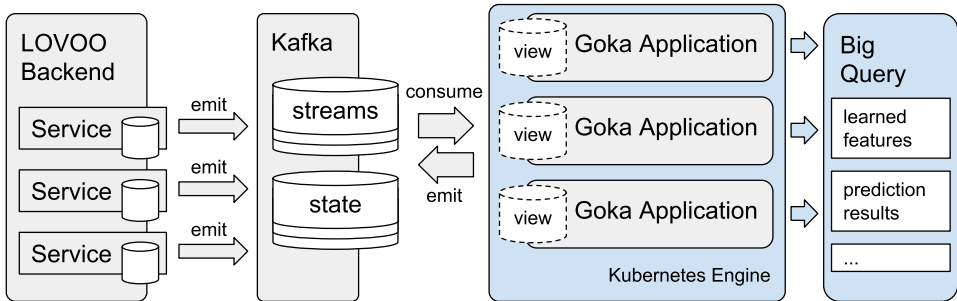 LOVOO
Backend
Service
Service
Service
emit
emit
emit
Kafka
streams
state
consume
emit
view
Goka Application
view
Goka Application
view
Goka Application
Kubernetes Engine
Big
Query
learned
features
prediction
results
...